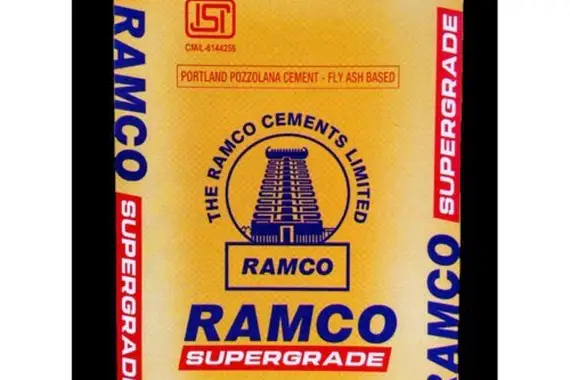 ISI
CM/L-6144256
PORTLAND POZZOLANA CEMENT - FLY ASH BASED
THE RAMCO CEMENTS LIMITED
RAMCO
RAMCO
SUPERGRADE
RAMCO
SUPERGRADE
SUPERGRADE
RAMCO